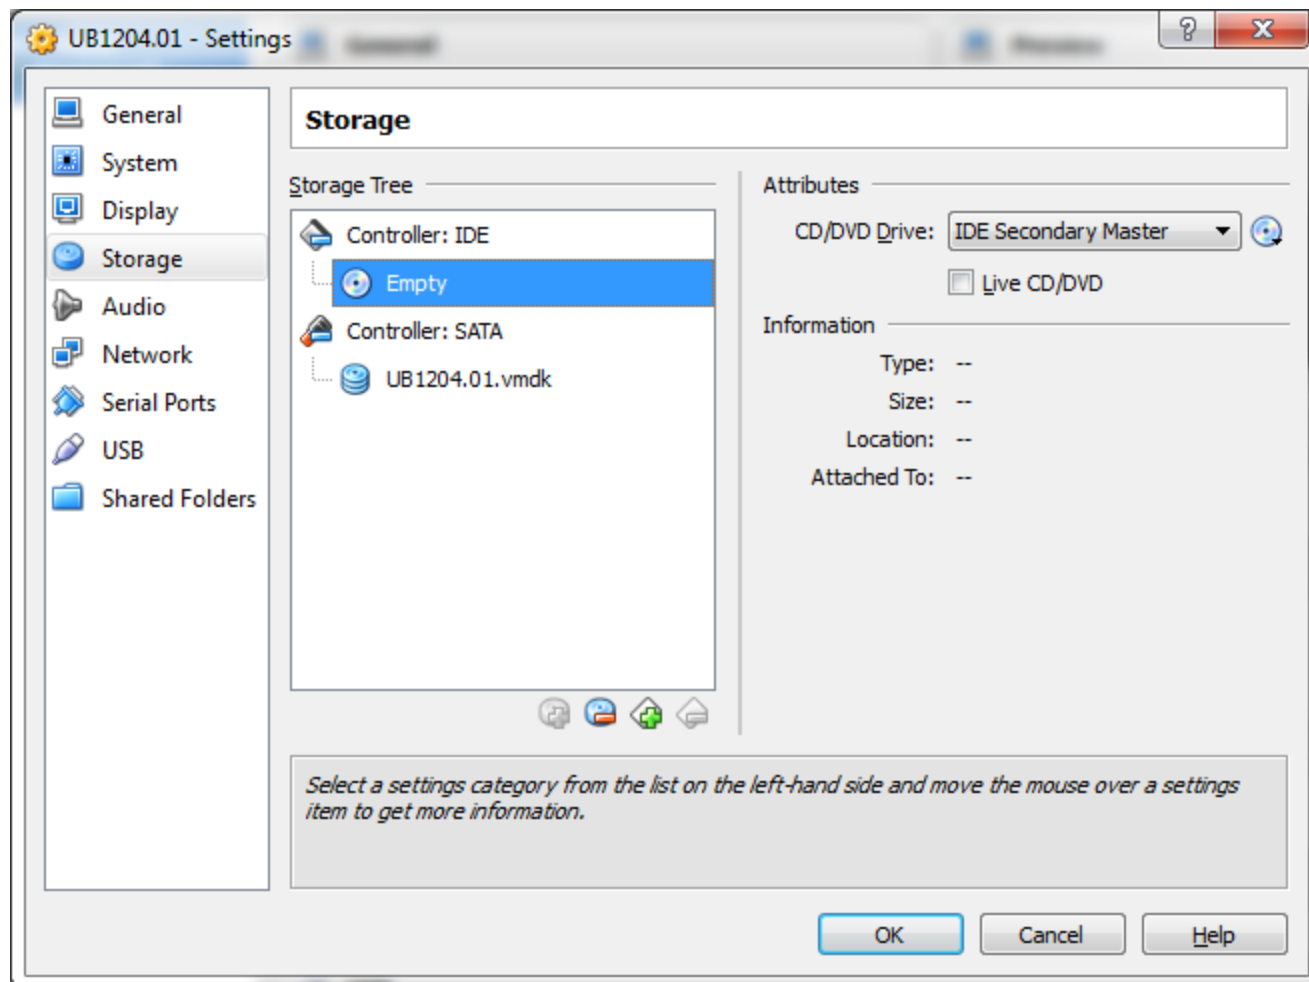 UB1204.01 - Settings
General
System
Display
Storage
Audio
Network
Serial Ports
USB
Shared Folders
Storage
Storage Tree
Controller: IDE
Empty
Controller: SATA
UB1204.01.vmdk
Attributes
CD/DVD Drive: IDE Secondary Master
Live CD/DVD
Information
Type: --
Size: --
Location: --
Attached To: --
Select a settings category from the list on the left-hand side and move the mouse over a settings
item to get more information.
OK Cancel Help